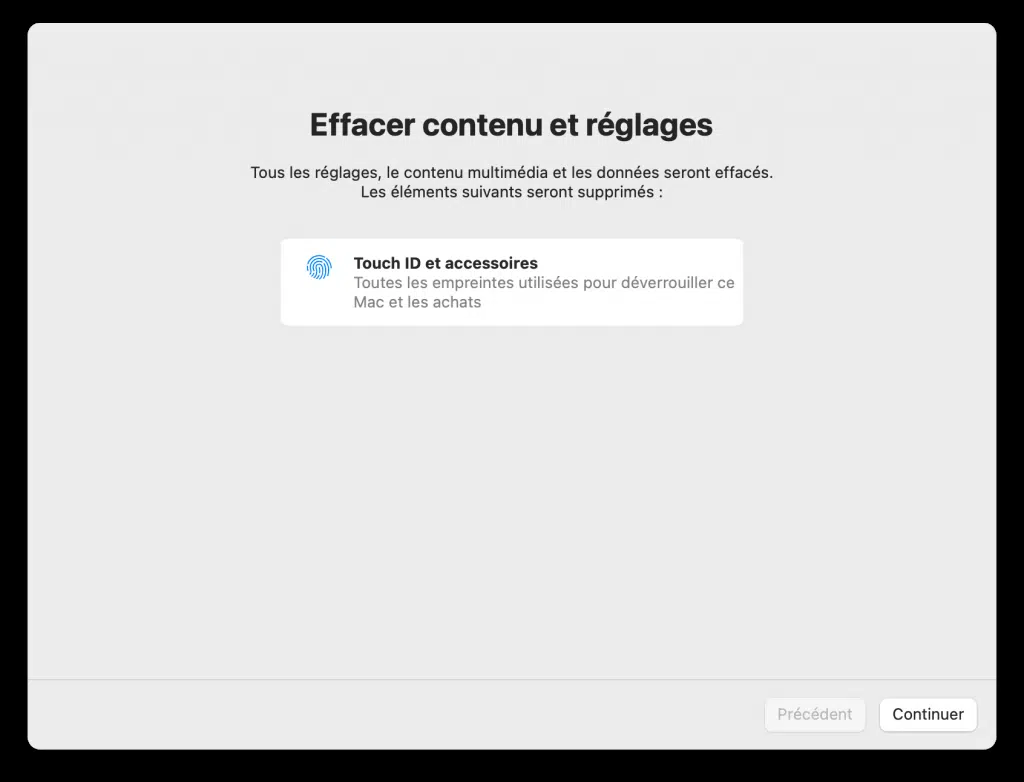 Effacer contenu et réglages
Tous les réglages, le contenu multimédia et les données seront effacés.
Les éléments suivants seront supprimés :
Touch ID et accessoires
Toutes les empreintes utilisées pour déverrouiller ce
Mac et les achats
Précédent
Continuer